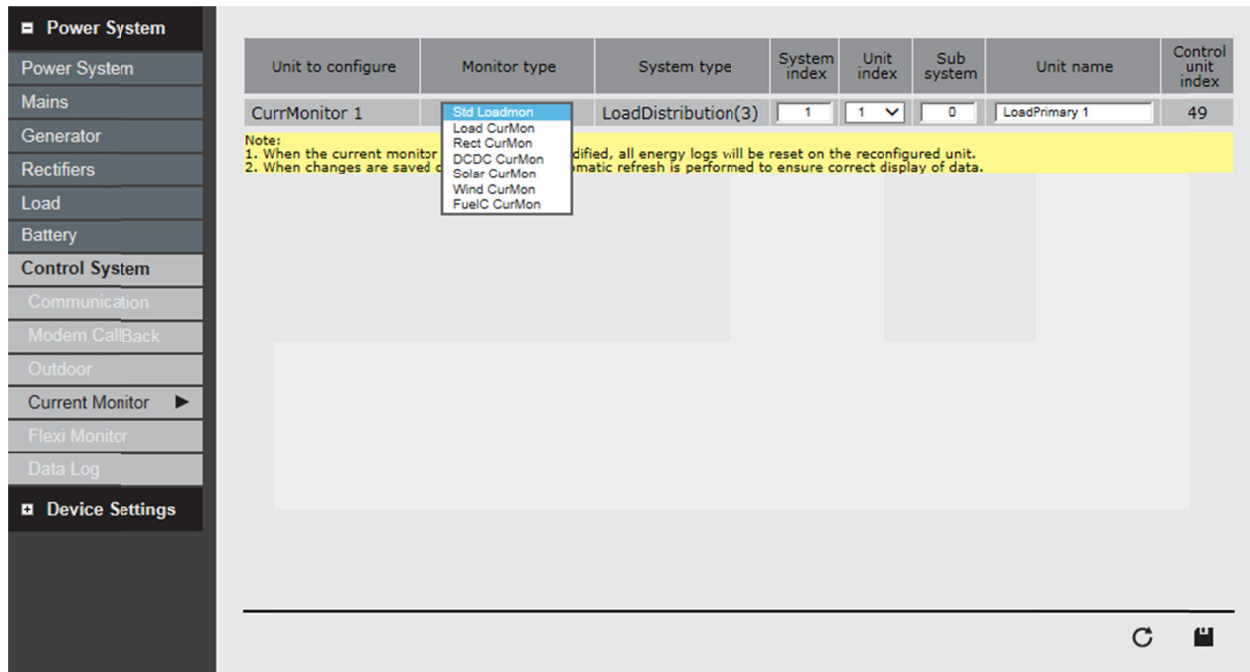 Power System
Power System
Mains
Generator
Rectifiers
Load
Battery
Control System
Communication
Modem CallBack
Outdoor
Current Monitor
Flexi Monitor
Data Log
Device Settings
Unit to configure Monitor type System type System index Unit index Sub system Unit name Control unit index
CurrMonitor 1 Std Loadmon LoadDistribution(3) 1 1 0 LoadPrimary 1 49
Load CurMon
Rect CurMon
DCDC CurMon
Solar CurMon
Wind CurMon
FuelC CurMon
Note:
1. When the current monitor dified, all energy logs will be reset on the reconfigured unit.
2. When changes are saved omatic refresh is performed to ensure correct display of data.